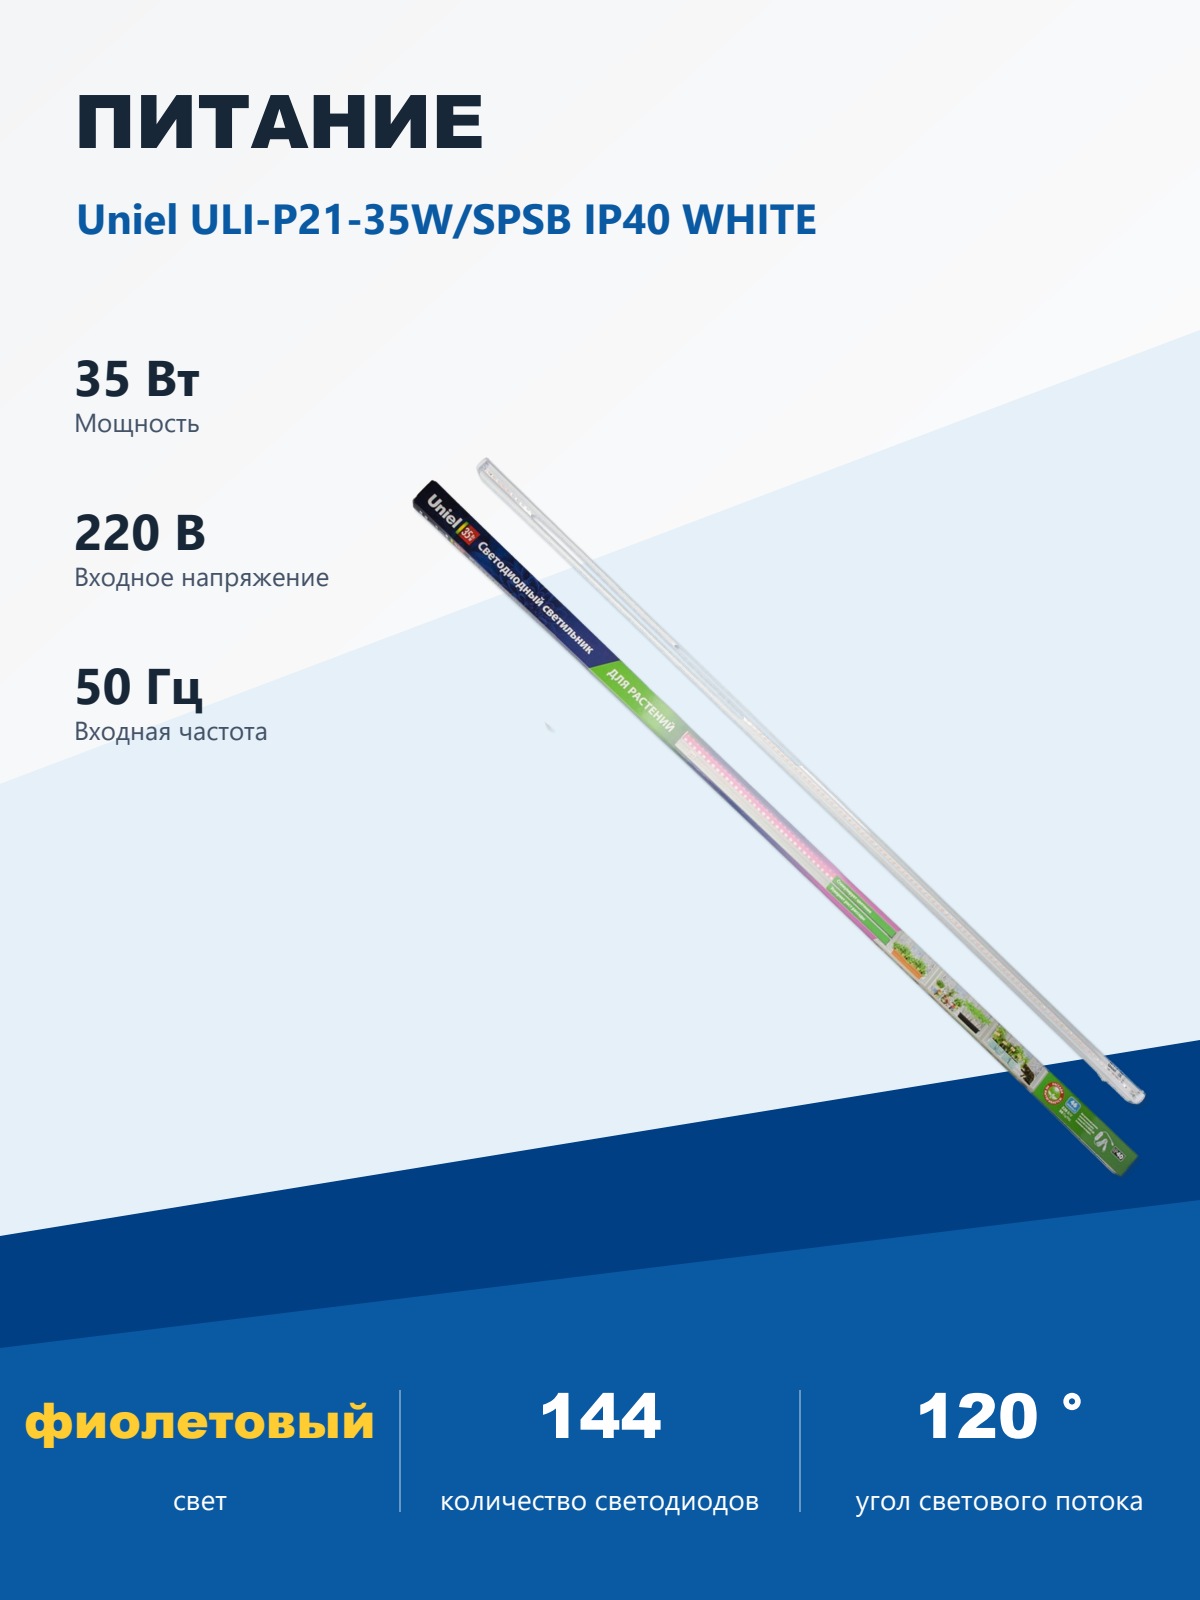 ПИТАНИЕ
Uniel ULI-P21-35W/SPSB IP40 WHITE
35 Вт
Мощность
220 В
Входное напряжение
50 Гц
Входная частота
Uniel
35
Светодиодный светильник
ДЛЯ РАСТЕНИЙ
фиолетовый
свет
144
количество светодиодов
120 °
угол светового потока